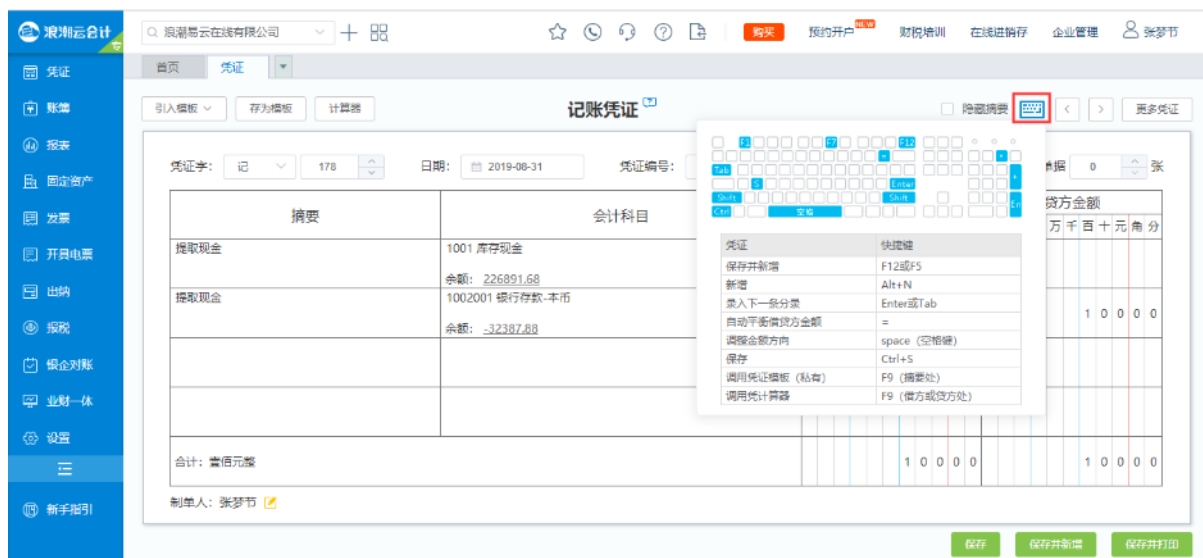 浪潮云会计
专
浪潮易云在线有限公司
购买
预约开户
NEW
财税培训
在线进销存
企业管理
张梦节
凭证
账簿
报表
固定资产
发票
开具电票
出纳
报税
银企对账
业财一体
设置
新手指引
首页
凭证
引入模板
存为模板
计算器
记账凭证
隐藏摘要
更多凭证
凭证字: 记 178
日期: 2019-08-31
凭证编号:
单据 0 张
摘要
会计科目
贷方金额
万 千 百 十 元 角 分
提取现金
1001 库存现金
余额: 226891.68
提取现金
1002001 银行存款-本币
余额: -32387.88
1 0 0 0 0
合计: 壹佰元整
1 0 0 0 0
1 0 0 0 0
制单人: 张梦节
F1 F7 F12
Tab
S Enter
Shift Shift
Ctrl 空格
En
凭证 快捷键
保存并新增 F12或F5
新增 Alt+N
录入下一条分录 Enter或Tab
自动平衡借贷方金额 =
调整金额方向 space (空格键)
保存 Ctrl+S
调用凭证模板 (私有) F9 (摘要处)
调用凭计算器 F9 (借方或贷方处)
保存
保存并新增
保存并打印